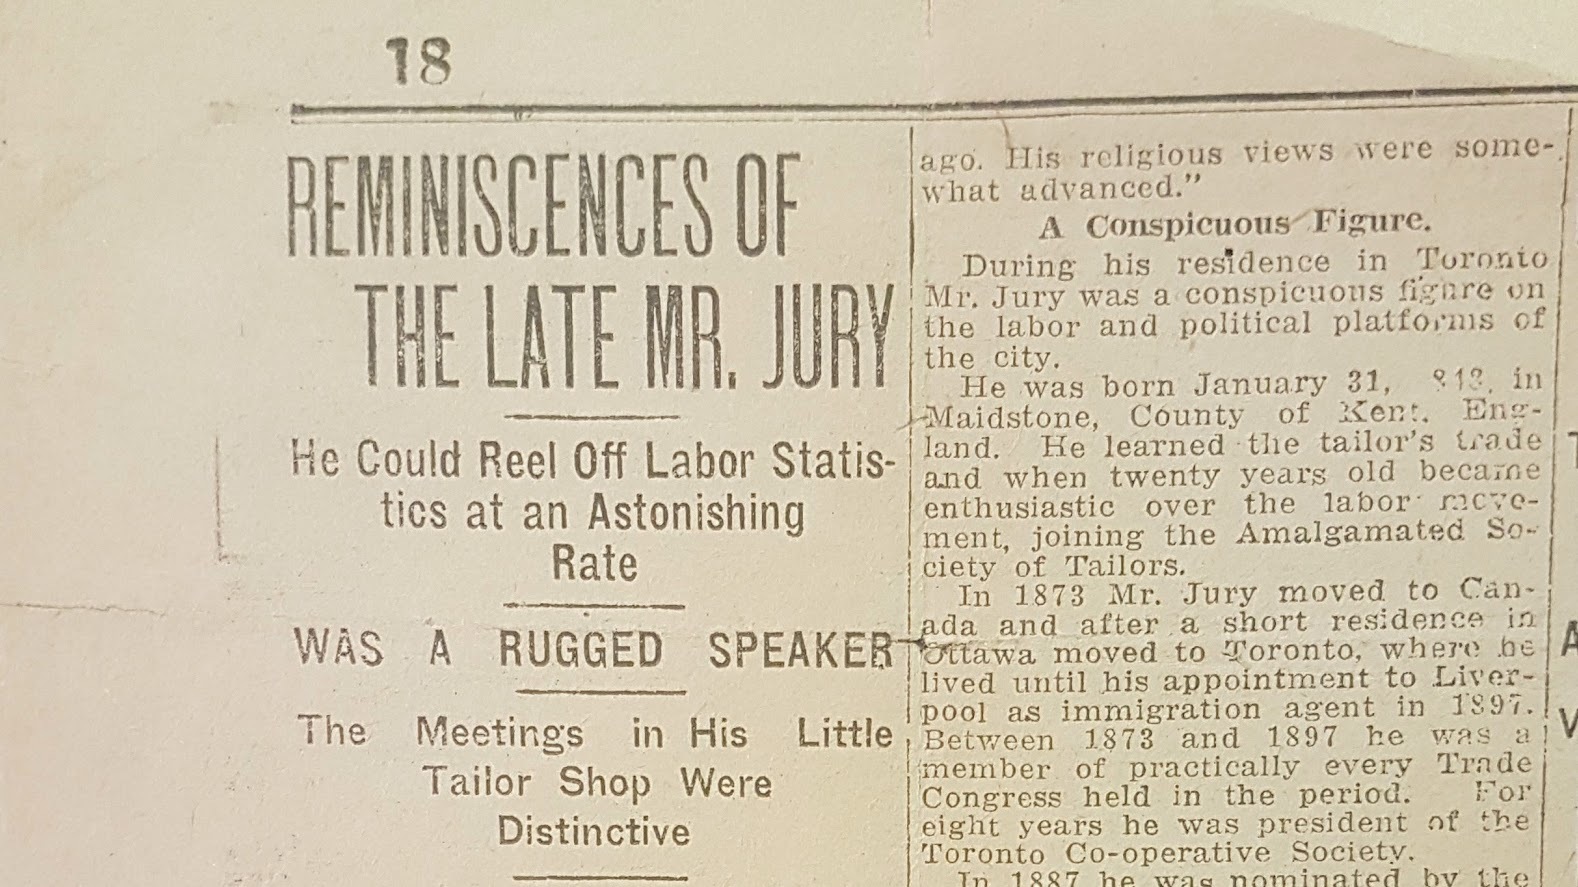 18
REMINISCENCES OF
THE LATE MR. JURY
He Could Reel Off Labor Statis-
tics at an Astonishing
Rate
WAS A RUGGED SPEAKER
The Meetings in His Little
Tailor Shop Were
Distinctive
ago. His religious views were some-
what advanced."
A Conspicuous Figure.
During his residence in Toronto
Mr. Jury was a conspicuous figure on
the labor and political platforms of
the city.
He was born January 31, 843, in
Maidstone, County of Kent, Eng-
land. He learned the tailor's trade
and when twenty years old became
enthusiastic over the labor move-
ment, joining the Amalgamated So-
ciety of Tailors.
In 1873 Mr. Jury moved to Can-
ada and after a short residence in
Ottawa moved to Toronto, where he
lived until his appointment to Liver-
pool as immigration agent in 1897.
Between 1873 and 1897 he was a
member of practically every Trade
Congress held in the period. For
eight years he was president of the
Toronto Co-operative Society.
In 1887 he was nominated by the